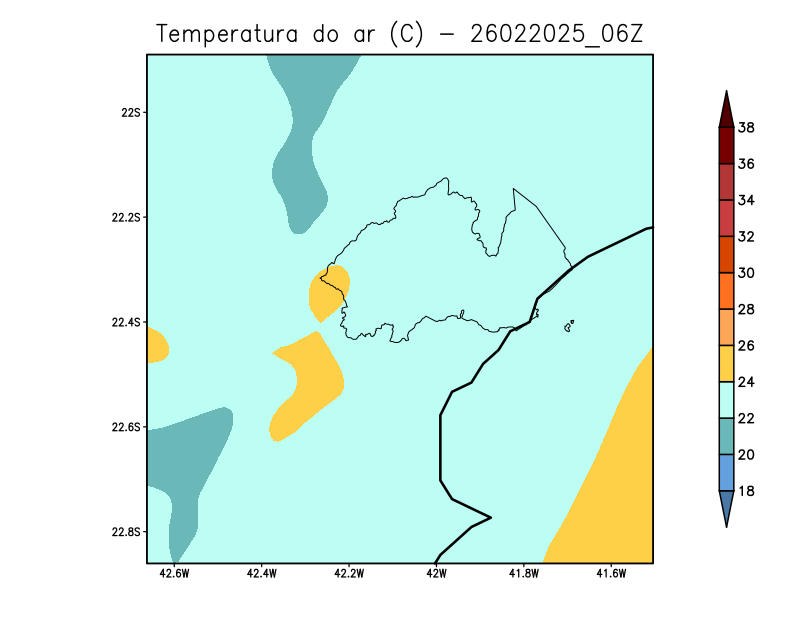 Temperatura do ar (C) − 26022025_06Z
22S
22.2S
22.4S
22.6S
22.8S
42.6W
42.4W
42.2W
42W
41.8W
41.6W
38
36
34
32
30
28
26
24
22
20
18